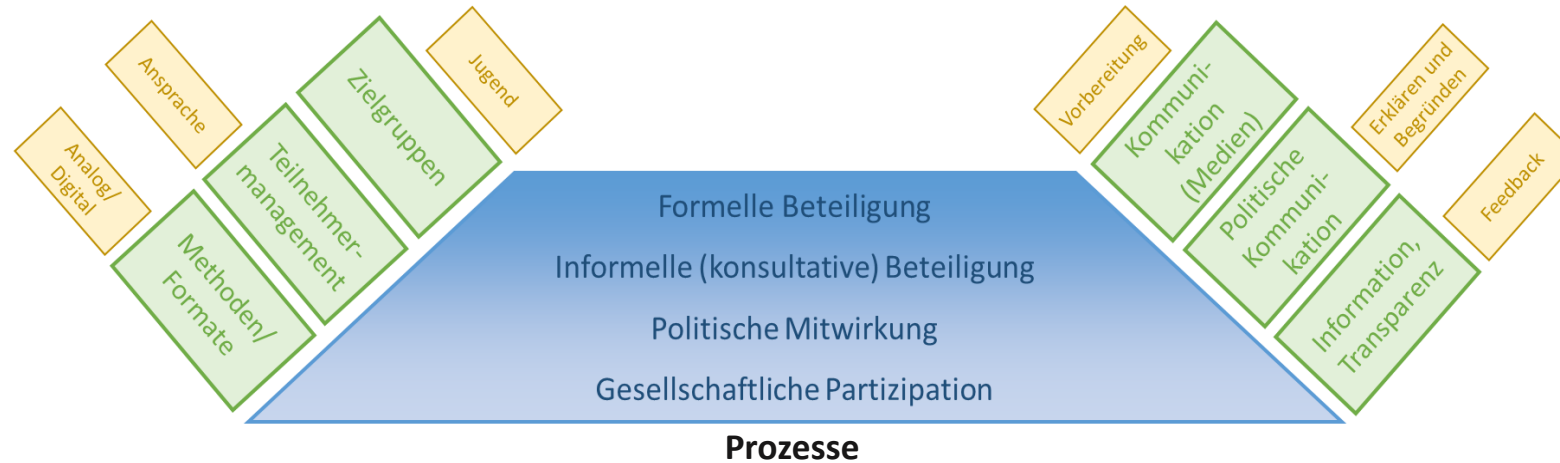 Analog/
Digital
Ansprache
Jugend
Methoden/
Formate
Teilnehmer-
management
Zielgruppen
Formelle Beteiligung
Informelle (konsultative) Beteiligung
Politische Mitwirkung
Gesellschaftliche Partizipation
Prozesse
Vorbereitung
Erklären und
Begründen
Feedback
Kommuni-
kation
(Medien)
Politische
Kommuni-
kation
Information,
Transparenz